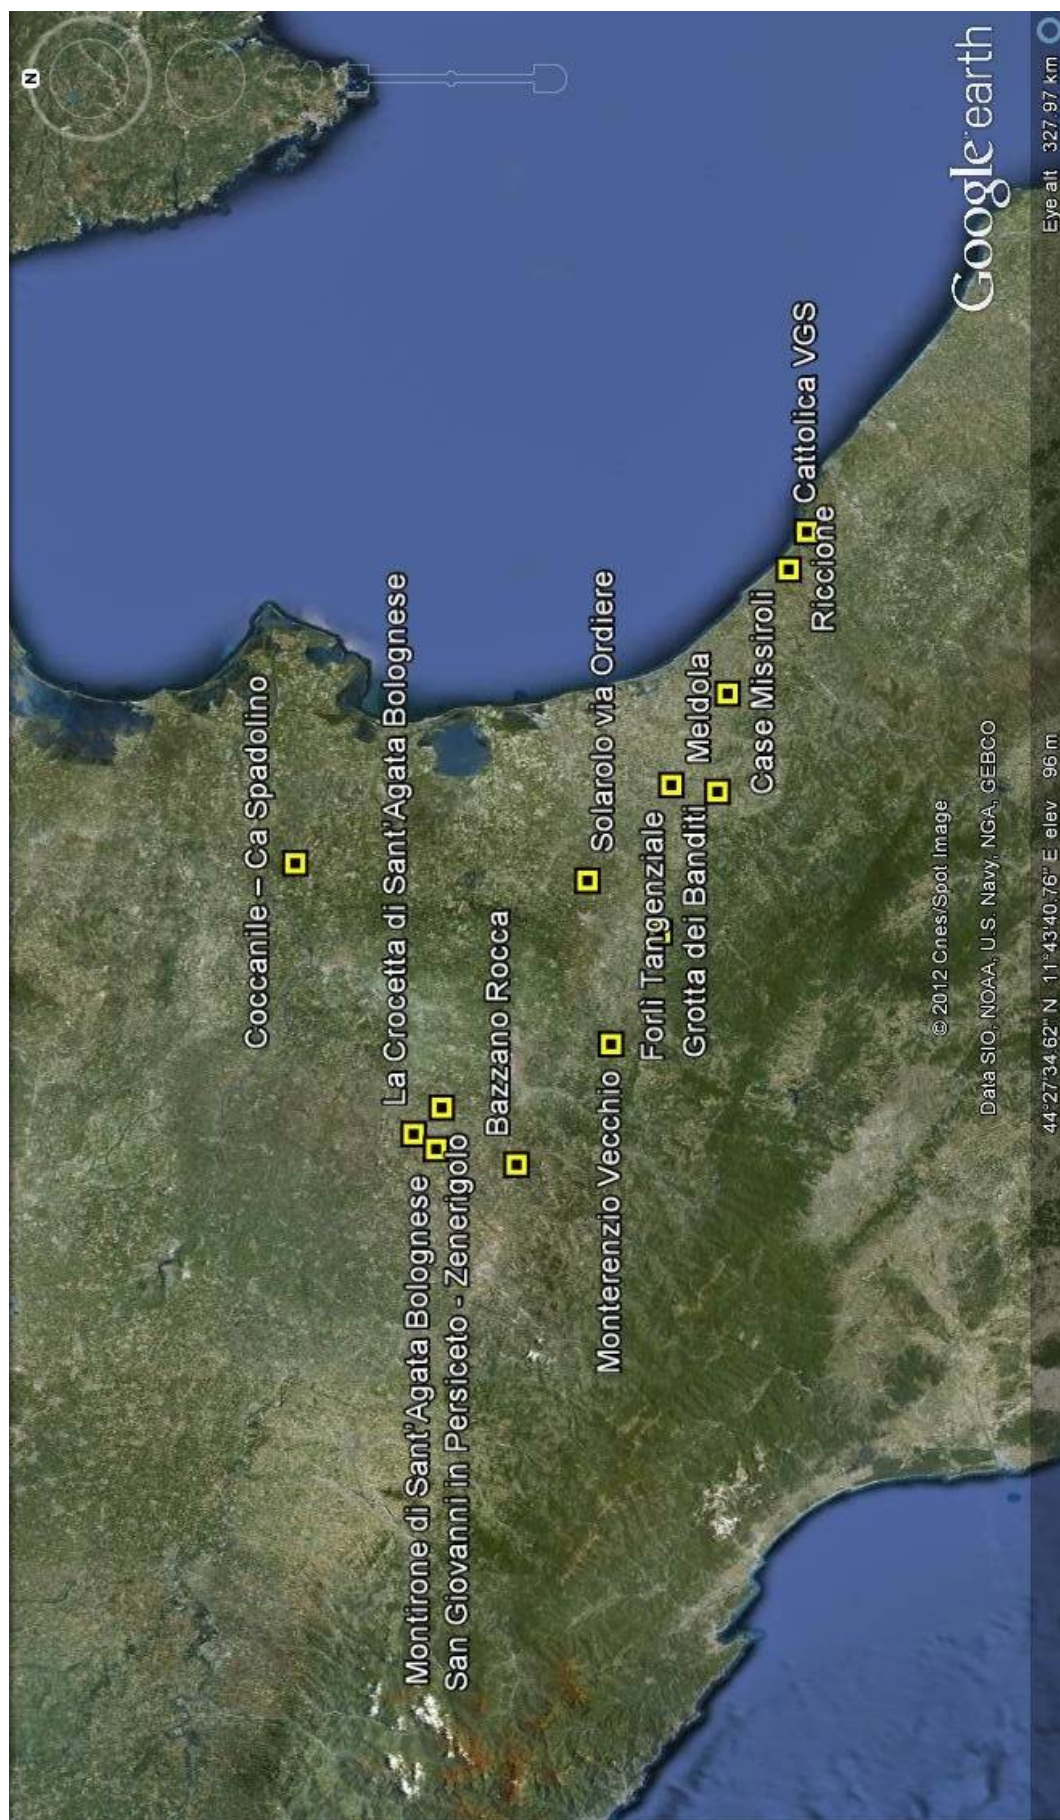 N
Coccanile – Ca Spadolino
La Crocetta di Sant'Agata Bolognese
Montirone di Sant'Agata Bolognese
San Giovanni in Persiceto - Zenerigolo
Bazzano Rocca
Solarolo via Ordiere
Monterenzio Vecchio
Forlì Tangenziale
Meldola
Grotta dei Banditi
Case Missiroli
Cattolica VGS
Riccione
© 2012 Cnes/Spot Image
Data SIO, NOAA, U.S. Navy, NGA, GEBCO
Google earth
44°27'34.62" N 11°43'40.76" E elev 96 m
Eye alt 327.97 km